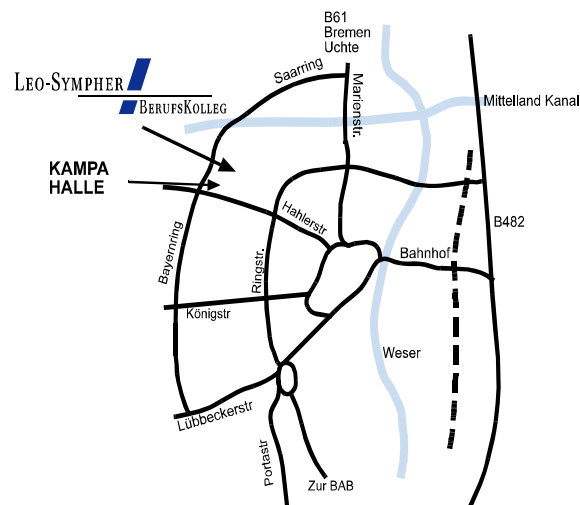 B61
Bremen
Uchte
Saarring
Marionstr.
LEO-SYMPHER
BERUFSKOLLEG
Mittelland Kanal
KAMPA
HALLE
Hahlerstr
Bayernring
Ringstr.
B482
Bahnhof
Königstr
Weser
Lübbeckerstr
Portastr
Zur BAB